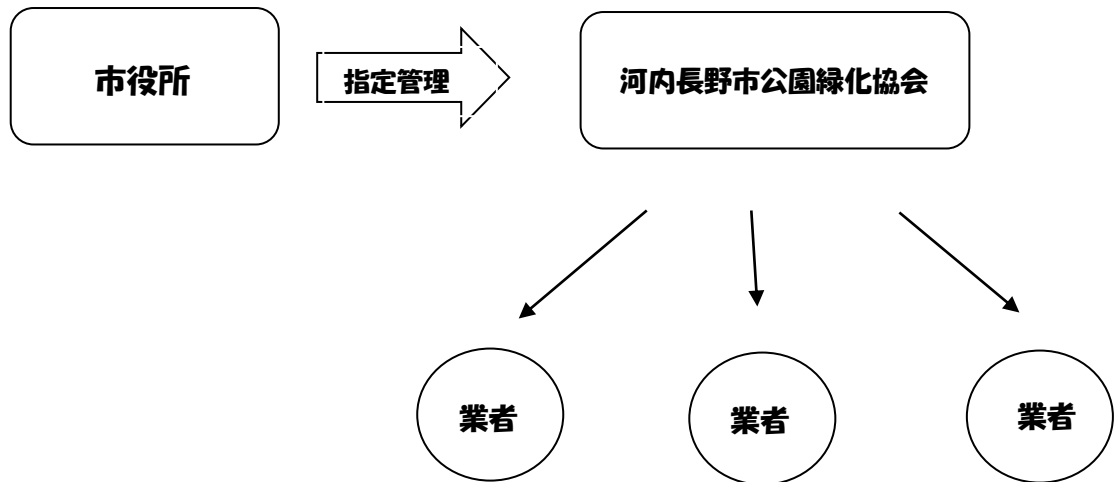 市役所
指定管理
河内長野市公園緑化協会
業者
業者
業者